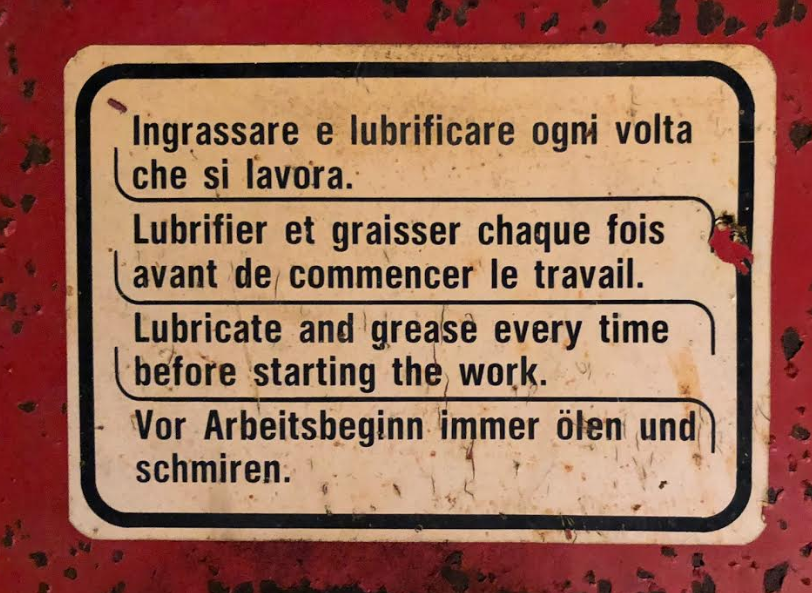 Ingrassare e lubrificare ogni volta
che si lavora.
Lubrifier et graisser chaque fois
avant de commencer le travail.
Lubricate and grease every time
before starting the work.
Vor Arbeitsbeginn immer ölen und
schmiren.